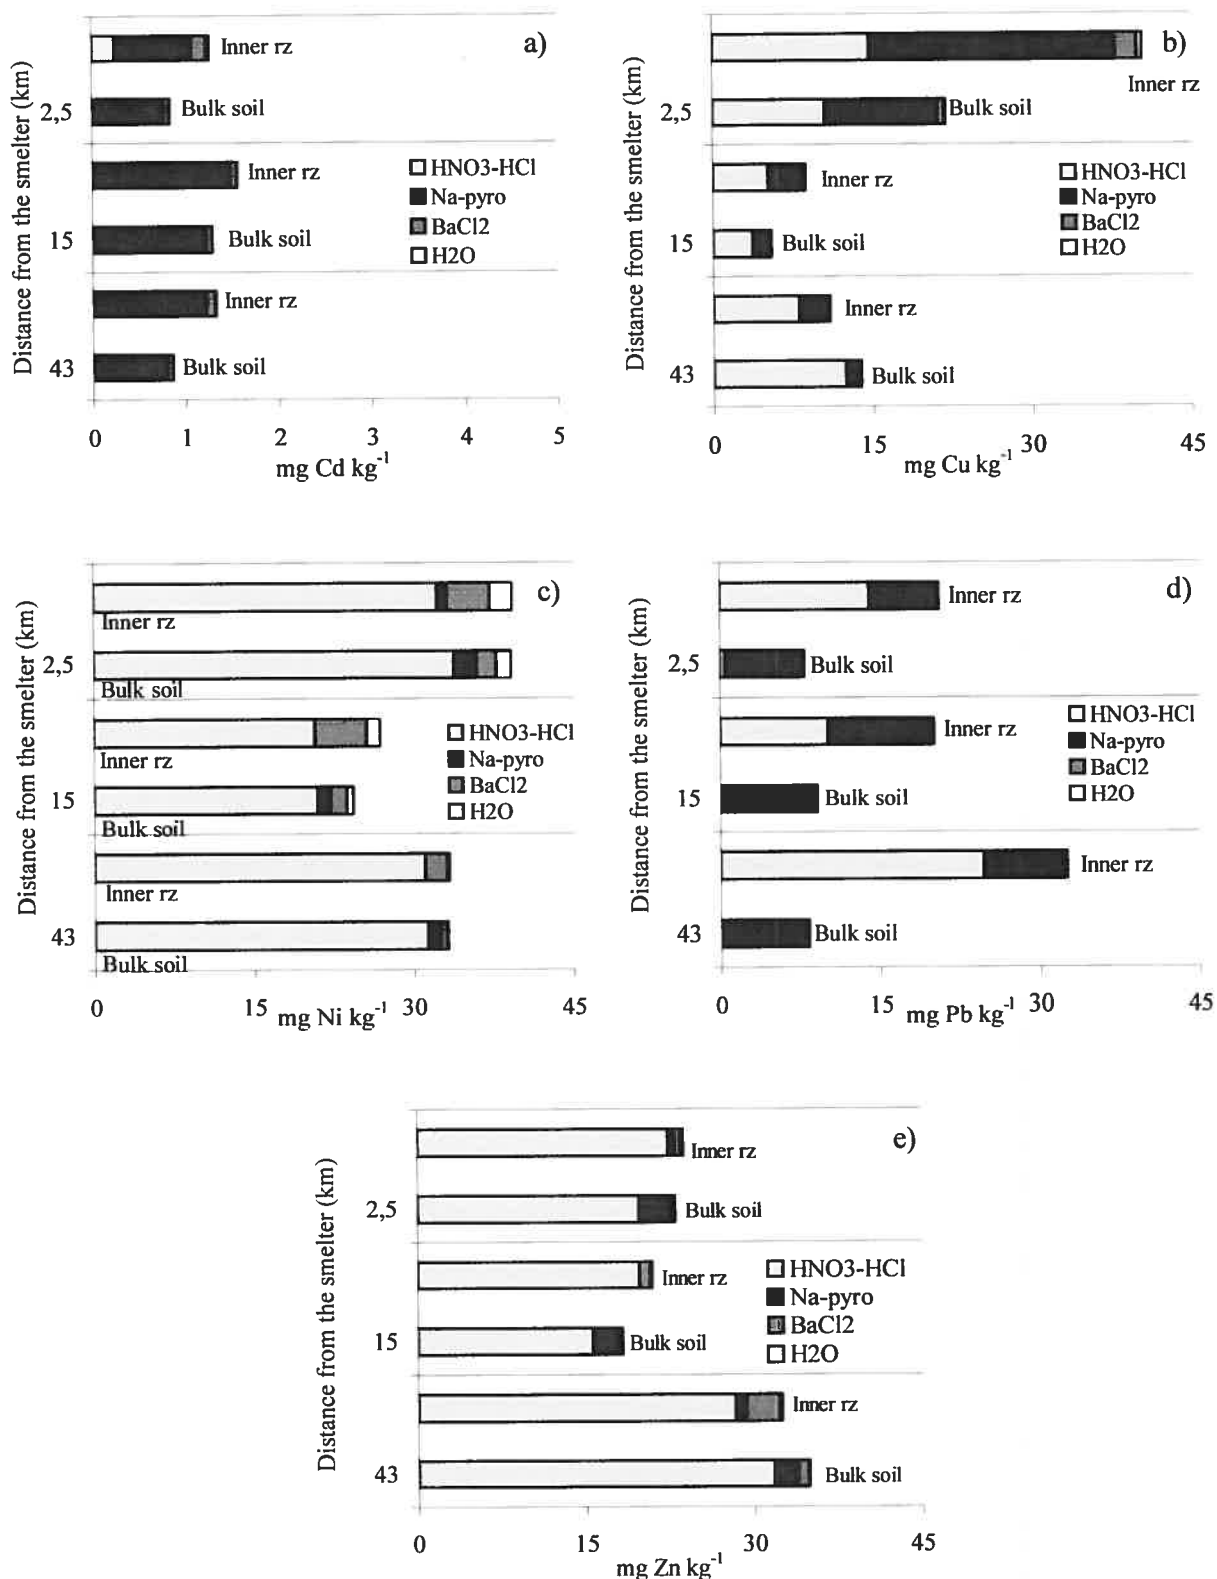 a)
Inner rz
2,5
Bulk soil
Inner rz
15
Bulk soil
Inner rz
43
Bulk soil
HNO3-HCl
Na-pyro
BaCl2
H2O
Distance from the smelter (km)
0 1 2 3 4 5
mg Cd kg⁻¹
b)
Inner rz
2,5
Bulk soil
Inner rz
15
Bulk soil
Inner rz
43
Bulk soil
HNO3-HCl
Na-pyro
BaCl2
H2O
Distance from the smelter (km)
0 15 30 45
mg Cu kg⁻¹
c)
Inner rz
2,5
Bulk soil
Inner rz
15
Bulk soil
Inner rz
43
Bulk soil
HNO3-HCl
Na-pyro
BaCl2
H2O
Distance from the smelter (km)
0 15 30 45
mg Ni kg⁻¹
d)
Inner rz
2,5
Bulk soil
Inner rz
15
Bulk soil
Inner rz
43
Bulk soil
HNO3-HCl
Na-pyro
BaCl2
H2O
Distance from the smelter (km)
0 15 30 45
mg Pb kg⁻¹
e)
Inner rz
2,5
Bulk soil
Inner rz
15
Bulk soil
Inner rz
43
Bulk soil
HNO3-HCl
Na-pyro
BaCl2
H2O
Distance from the smelter (km)
0 15 30 45
mg Zn kg⁻¹